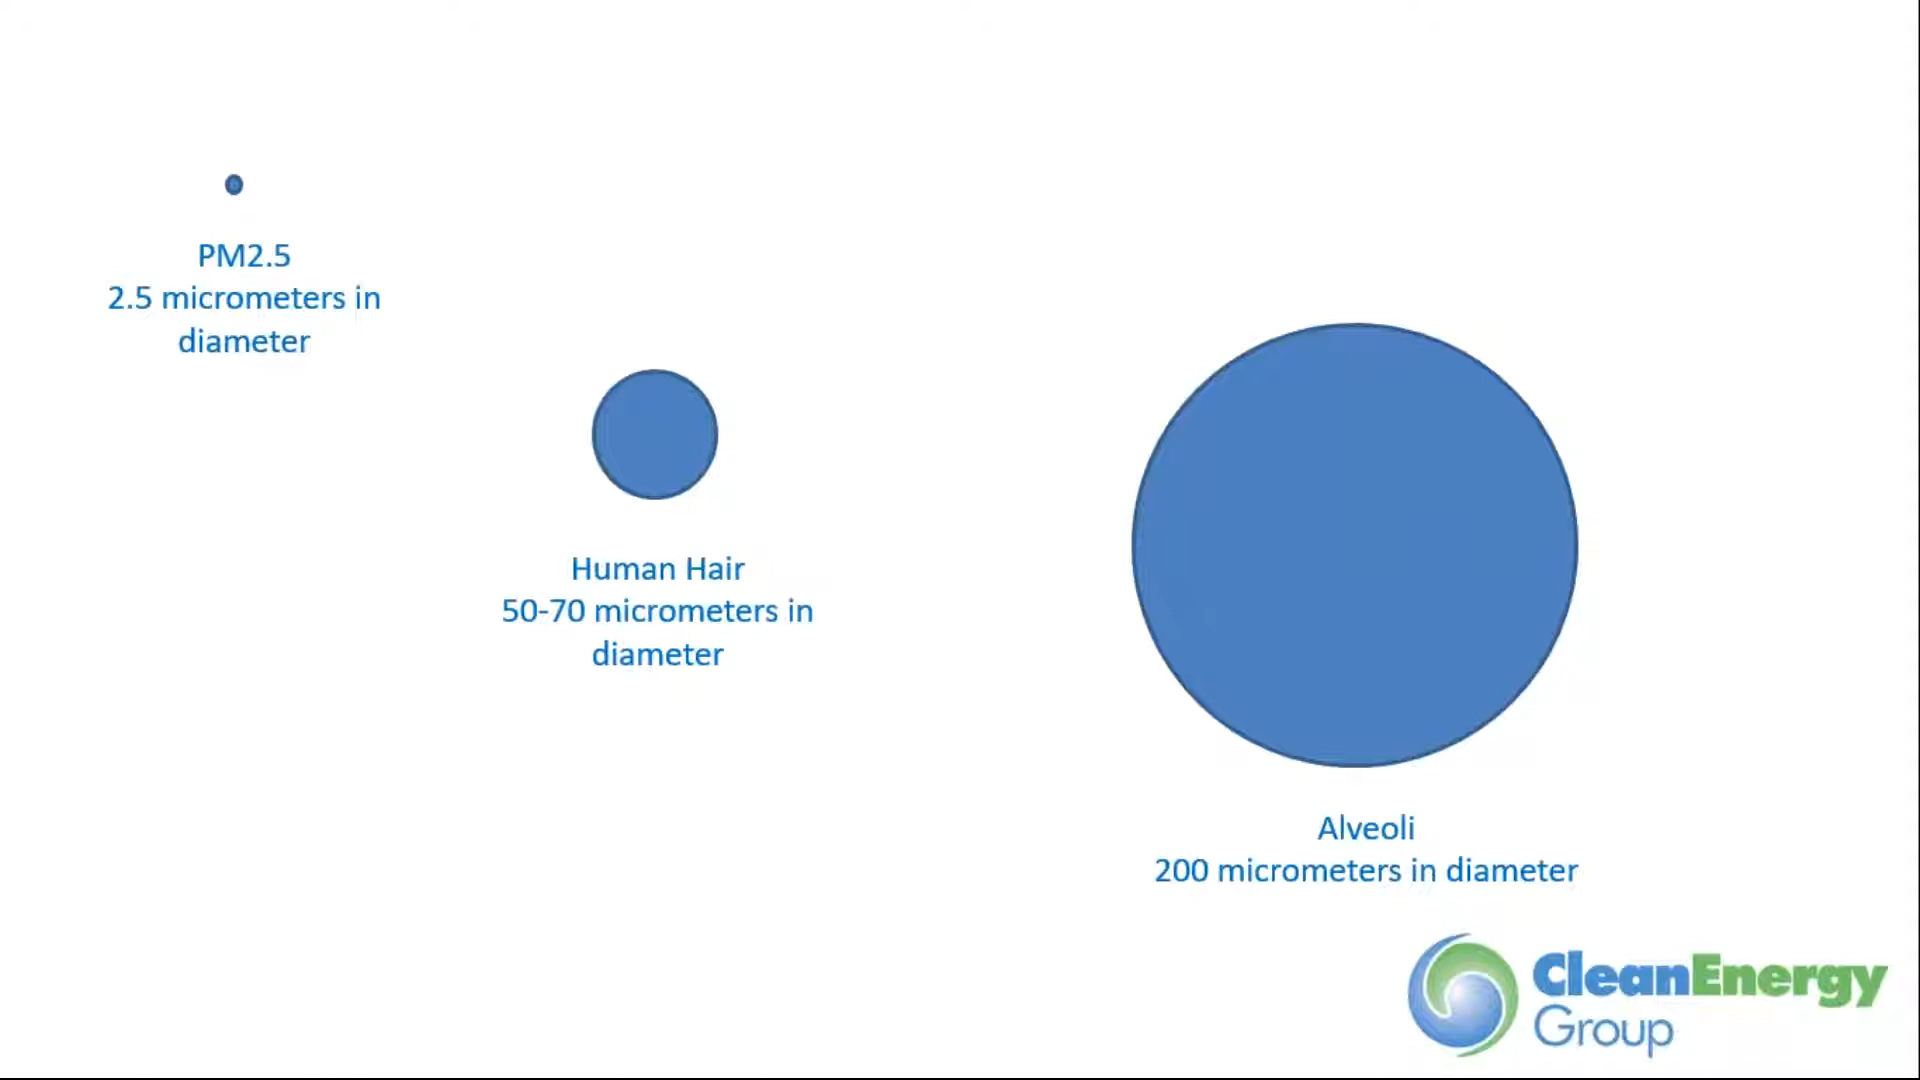 PM2.5
2.5 micrometers in
diameter
Human Hair
50-70 micrometers in
diameter
Alveoli
200 micrometers in diameter
CleanEnergy
Group